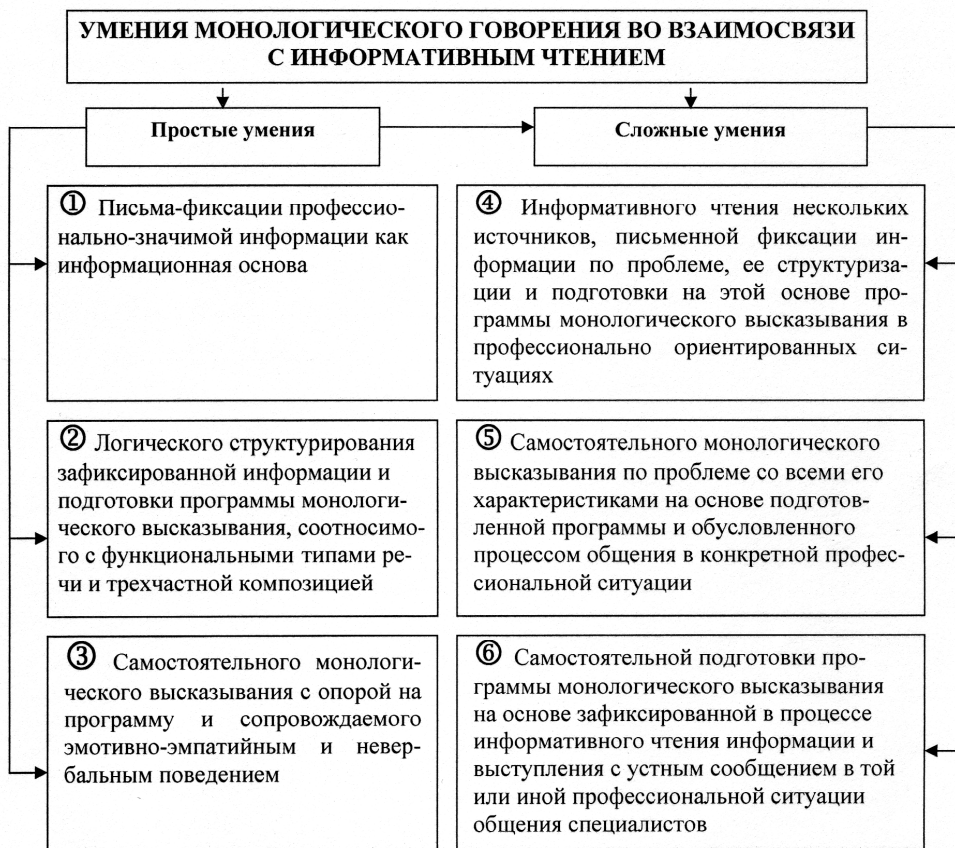 УМЕНИЯ МОНОЛОГИЧЕСКОГО ГОВОРЕНИЯ ВО ВЗАИМОСВЯЗИ
С ИНФОРМАТИВНЫМ ЧТЕНИЕМ
Простые умения
Сложные умения
① Письма-фиксации профессио-
нально-значимой информации как
информационная основа
② Логического структурирования
зафиксированной информации и
подготовки программы монологи-
ческого высказывания, соотносимо-
го с функциональными типами ре-
чи и трехчастной композицией
③ Самостоятельного монологи-
ческого высказывания с опорой на
программу и сопровождаемого
эмотивно-эмпатийным и невер-
бальным поведением
④ Информативного чтения нескольких
источников, письменной фиксации ин-
формации по проблеме, ее структуриза-
ции и подготовки на этой основе про-
граммы монологического высказывания в
профессионально ориентированных си-
туациях
⑤ Самостоятельного монологического
высказывания по проблеме со всеми его
характеристиками на основе подготов-
ленной программы и обусловленного
процессом общения в конкретной профес-
сиональной ситуации
⑥ Самостоятельной подготовки про-
граммы монологического высказывания
на основе зафиксированной в процессе
информативного чтения информации и
выступления с устным сообщением в той
или иной профессиональной ситуации
общения специалистов